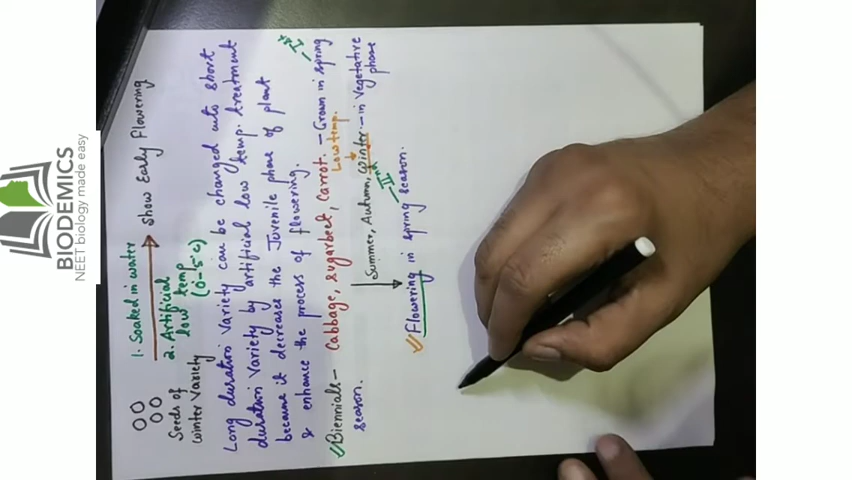 BIODEMICS
NEET biology made easy
1. Soaked in water
Show Early Flowering
2. Artificial
low temp
(0-5°c)
Seeds of
winter Variety
Long duration Variety can be changed into short
duration Variety by artificial low temp. treatment
because it decreases the Juvenile phase of plant
& enhance the process of flowering.
Biennials - Cabbage, sugarbeet, Carrot. - Grown in spring
season.
Low temp.
Summer, Autumn, winter - in Vegetative
phase
Flowering in spring season.